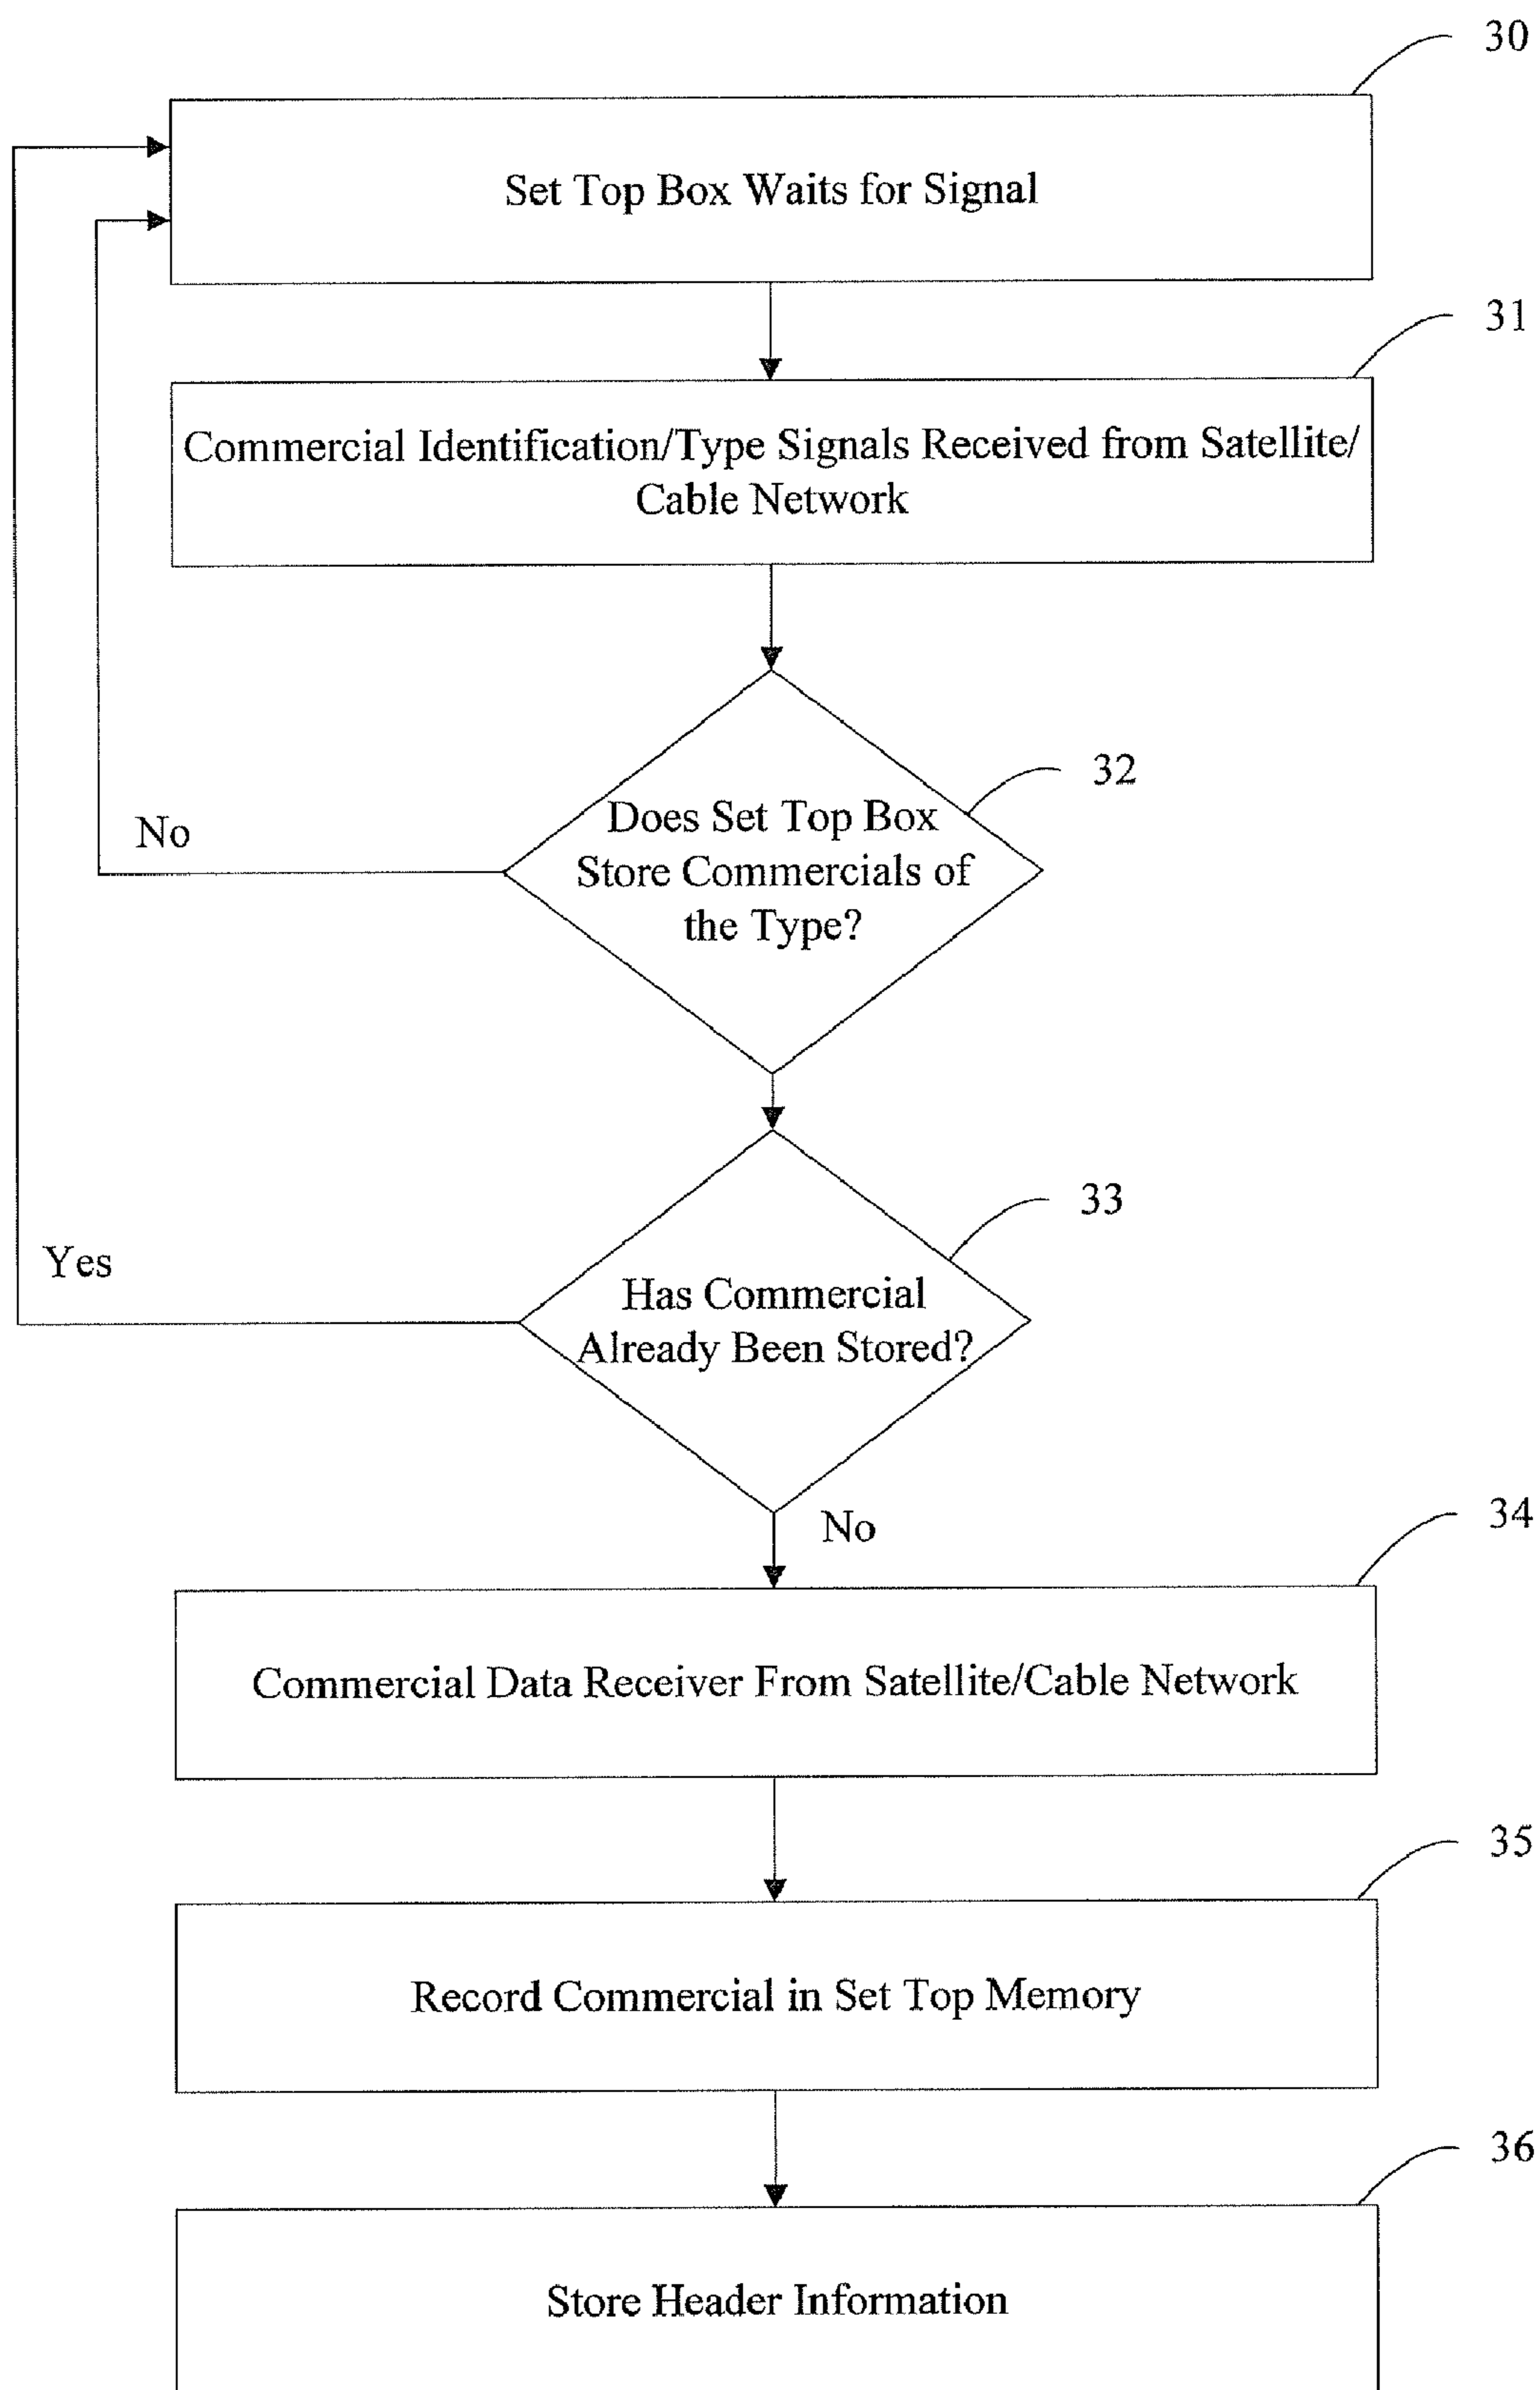 30
Set Top Box Waits for Signal
31
Commercial Identification/Type Signals Received from Satellite/
Cable Network
32
Does Set Top Box
Store Commercials of
the Type?
No
33
Yes
Has Commercial
Already Been Stored?
No
34
Commercial Data Receiver From Satellite/Cable Network
35
Record Commercial in Set Top Memory
36
Store Header Information